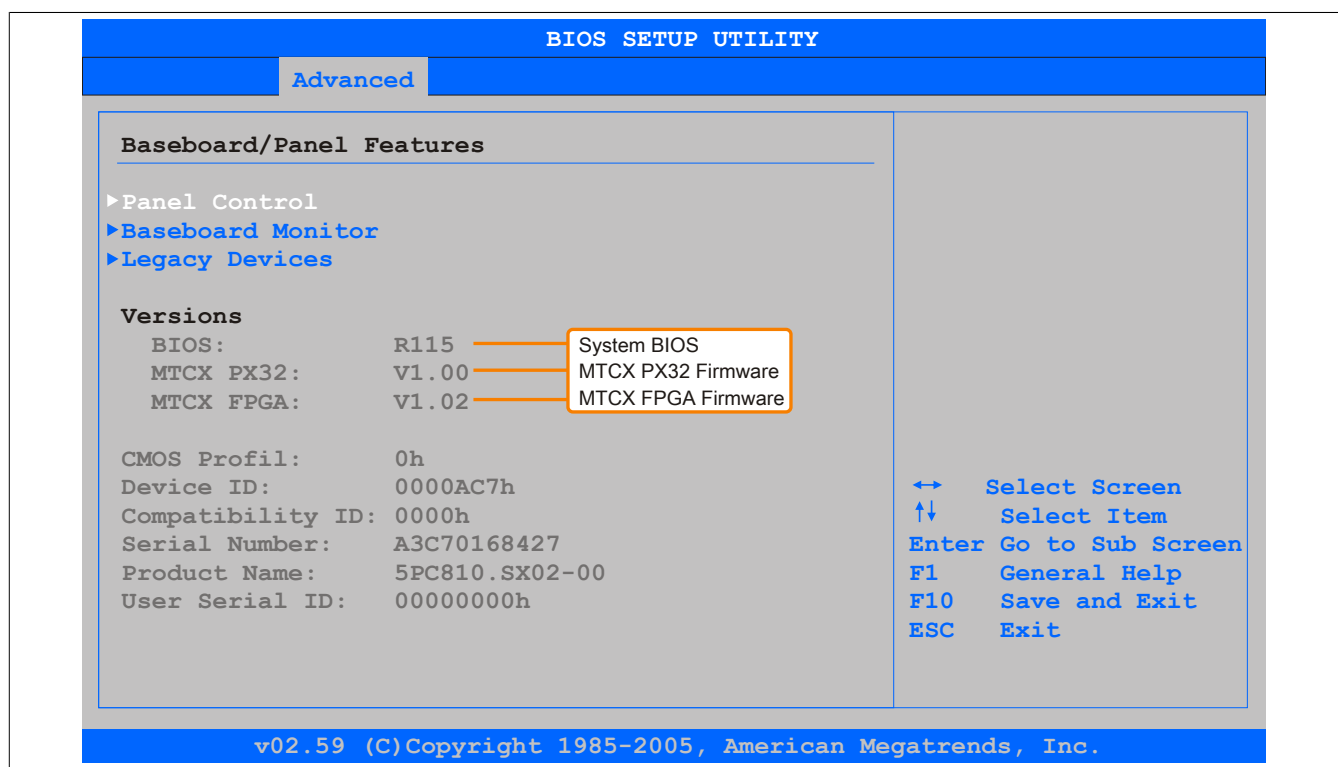 BIOS SETUP UTILITY
Advanced
Baseboard/Panel Features
▶Panel Control
▶Baseboard Monitor
▶Legacy Devices
Versions
BIOS: R115 System BIOS
MTCX PX32: V1.00 MTCX PX32 Firmware
MTCX FPGA: V1.02 MTCX FPGA Firmware
CMOS Profil: 0h
Device ID: 0000AC7h
Compatibility ID: 0000h
Serial Number: A3C70168427
Product Name: 5PC810.SX02-00
User Serial ID: 00000000h
↔ Select Screen
↑↓ Select Item
Enter Go to Sub Screen
F1 General Help
F10 Save and Exit
ESC Exit
v02.59 (C)Copyright 1985-2005, American Megatrends, Inc.